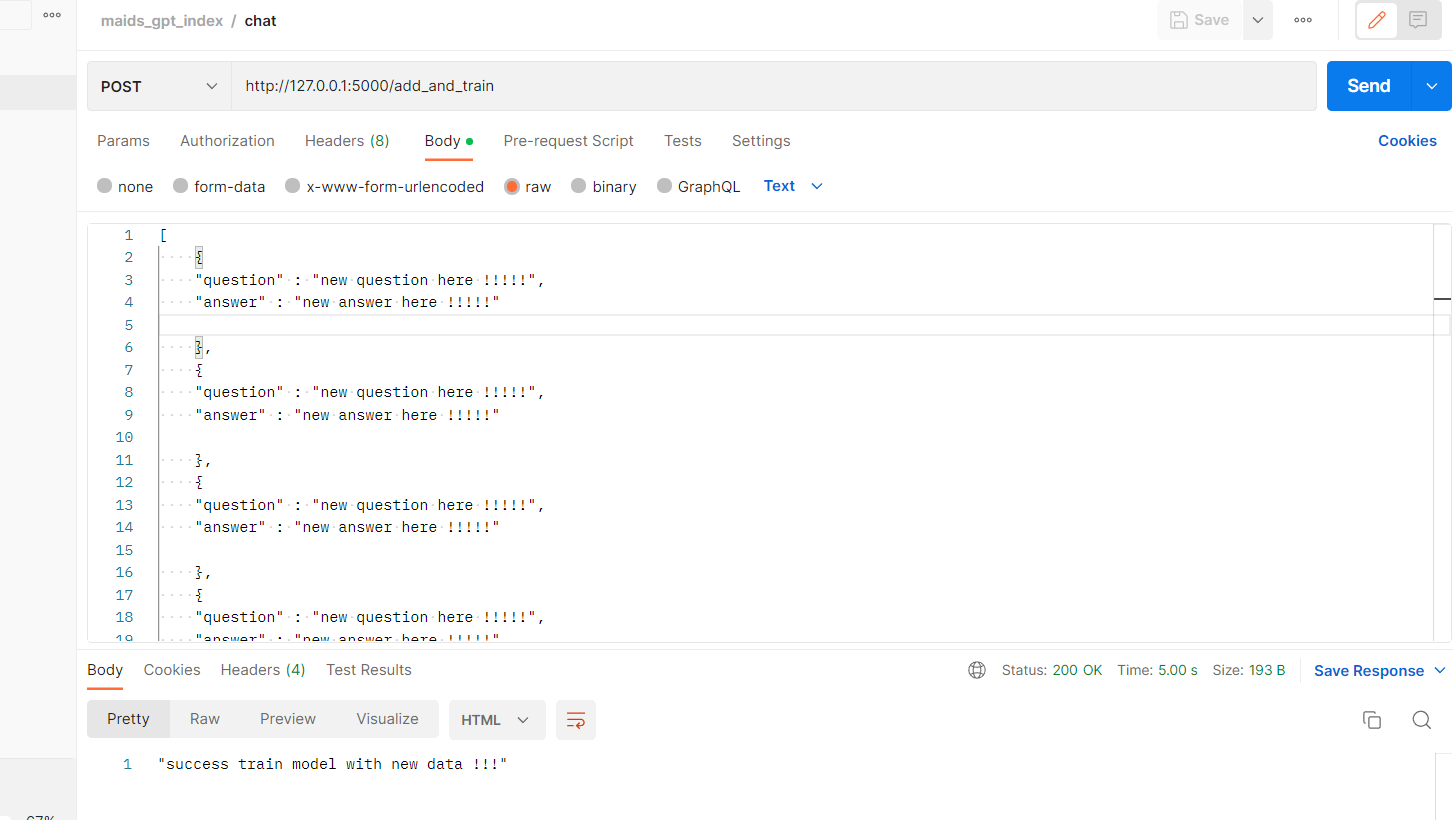 maids_gpt_index / chat
Save
POST http://127.0.0.1:5000/add_and_train Send
Params Authorization Headers (8) Body Pre-request Script Tests Settings Cookies
none form-data x-www-form-urlencoded raw binary GraphQL Text
1 [
2 {
3 "question" : "new question here !!!!!",
4 "answer" : "new answer here !!!!!"
5
6 },
7 {
8 "question" : "new question here !!!!!",
9 "answer" : "new answer here !!!!!"
10
11 },
12 {
13 "question" : "new question here !!!!!",
14 "answer" : "new answer here !!!!!"
15
16 },
17 {
18 "question" : "new question here !!!!!",
19 "answer" : "new answer here !!!!!"
Body Cookies Headers (4) Test Results Status: 200 OK Time: 5.00 s Size: 193 B Save Response
Pretty Raw Preview Visualize HTML
1 "success train model with new data !!!"
67%